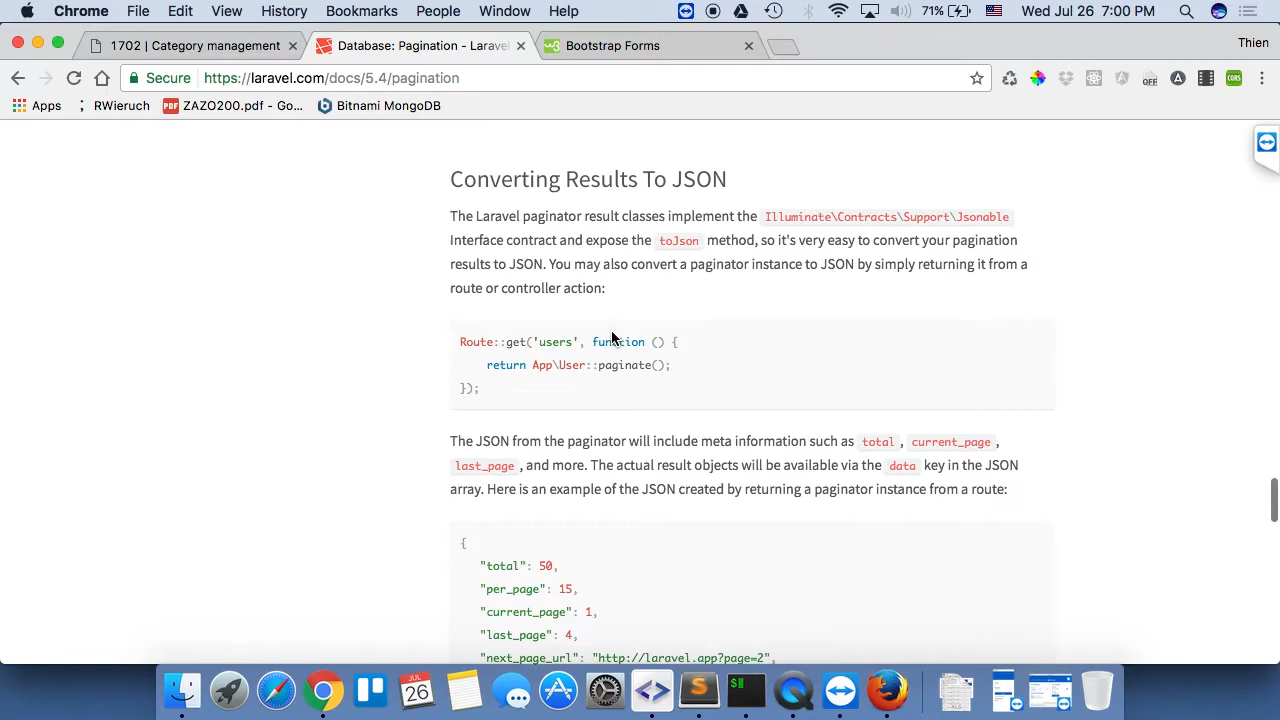 Chrome File Edit View History Bookmarks People Window Help 71% Wed Jul 26 7:00 PM
1702 | Category management Database: Pagination - Larave Bootstrap Forms Thien
Secure https://laravel.com/docs/5.4/pagination OFF CORS
Apps RWieruch PDF ZAZO200.pdf - Go... Bitnami MongoDB
Converting Results To JSON
The Laravel paginator result classes implement the Illuminate\Contracts\Support\Jsonable
Interface contract and expose the toJson method, so it's very easy to convert your pagination
results to JSON. You may also convert a paginator instance to JSON by simply returning it from a
route or controller action:
Route::get('users', function () {
return App\User::paginate();
});
The JSON from the paginator will include meta information such as total, current_page,
last_page, and more. The actual result objects will be available via the data key in the JSON
array. Here is an example of the JSON created by returning a paginator instance from a route:
{
"total": 50,
"per_page": 15,
"current_page": 1,
"last_page": 4,
"next_page_url": "http://laravel.app?page=2",
JUL
26